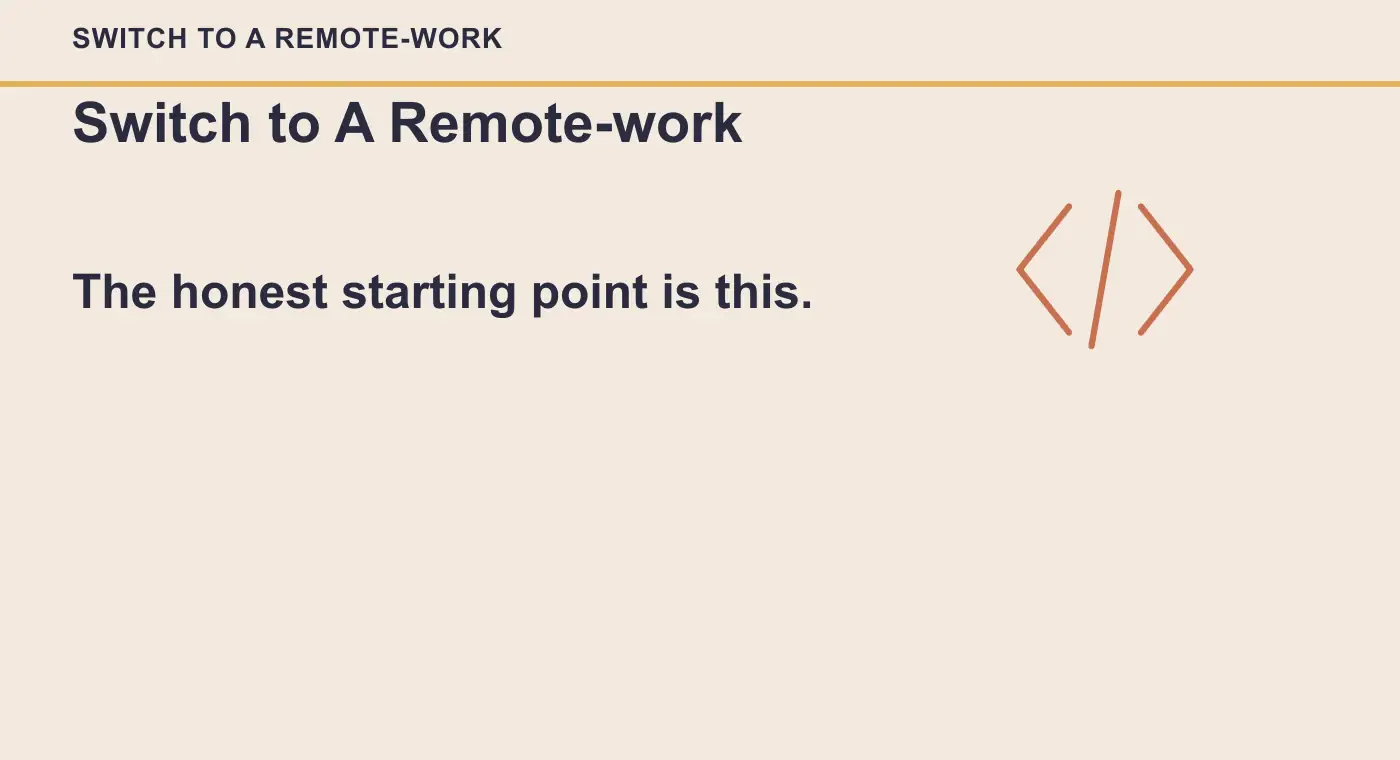 SWITCH TO A REMOTE-WORK
Switch to A Remote-work
The honest starting point is this.